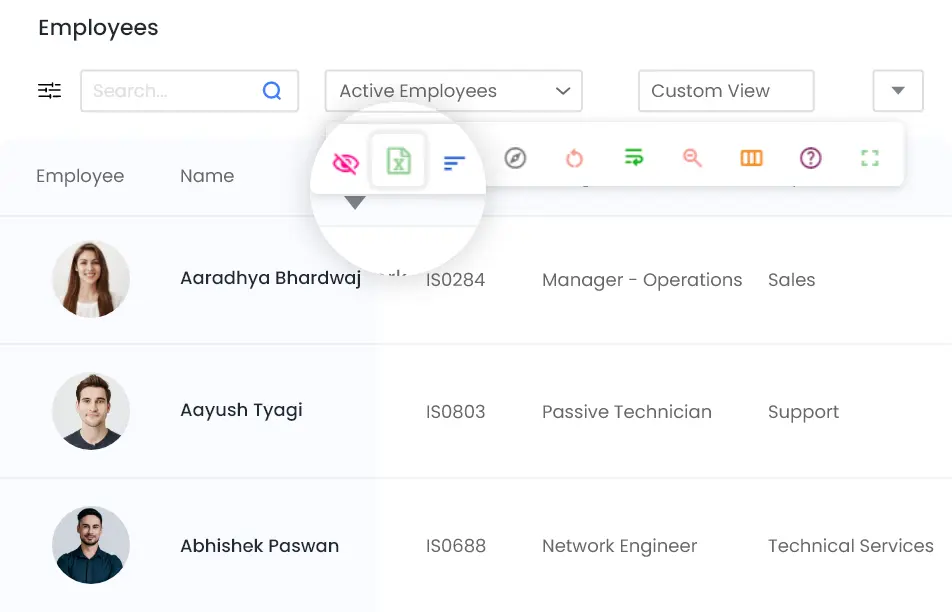 Employees
Search...
Active Employees
Custom View
Employee
Name
Aaradhya Bhardwaj
IS0284
Manager - Operations
Sales
Aayush Tyagi
IS0803
Passive Technician
Support
Abhishek Paswan
IS0688
Network Engineer
Technical Services